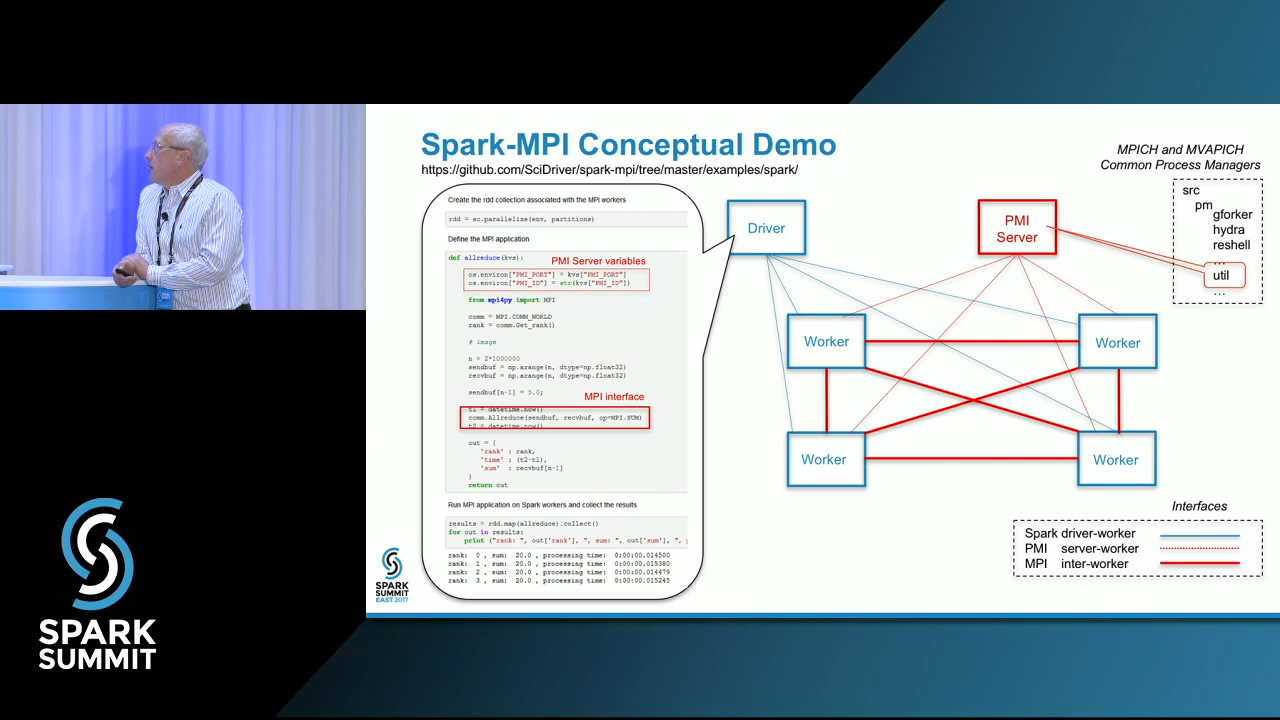 Spark-MPI Conceptual Demo
https://github.com/SciDriver/spark-mpi/tree/master/examples/spark/
MPICH and MVAPICH
Common Process Managers
src
pm
gforker
hydra
reshell
...
util
...
Create the rdd collection associated with the MPI workers
rdd = sc.parallelize(env, partitions)
Define the MPI application
def allreduce(kvs):
PMI Server variables
os.environ["PMI_PORT"] = kvs["PMI_PORT"]
os.environ["PMI_ID"] = str(kvs["PMI_ID"])
from mpi4py import MPI
comm = MPI.COMM_WORLD
rank = comm.Get_rank()
# image
n = 2*1000000
sendbuf = np.arange(n, dtype=np.float32)
recvbuf = np.arange(n, dtype=np.float32)
sendbuf[n-1] = 5.0;
MPI interface
t1 = datetime.now()
comm.Allreduce(sendbuf, recvbuf, op=MPI.SUM)
t2 = datetime.now()
out = {
'rank' : rank,
'time' : (t2-t1),
'sum' : recvbuf[n-1]
}
return out
Run MPI application on Spark workers and collect the results
results = rdd.map(allreduce).collect()
for out in results:
print ("rank: ", out['rank'], ", sum: ", out['sum'], ", 
rank: 0 , sum: 20.0 , processing time: 0:00:00.014500
rank: 1 , sum: 20.0 , processing time: 0:00:00.015380
rank: 2 , sum: 20.0 , processing time: 0:00:00.014479
rank: 3 , sum: 20.0 , processing time: 0:00:00.015245
Driver
PMI
Server
Worker
Worker
Worker
Worker
Interfaces
Spark driver-worker
PMI server-worker
MPI inter-worker
SPARK
SUMMIT
EAST 2017
SPARK
SUMMIT